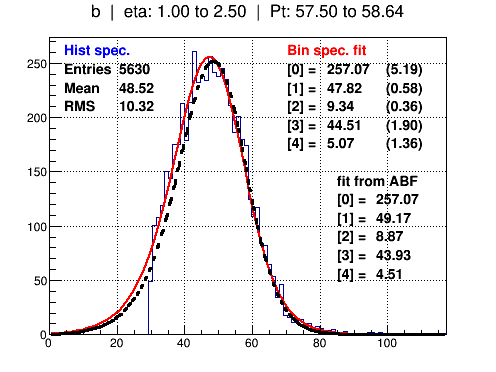 b | eta: 1.00 to 2.50 | Pt: 57.50 to 58.64
Hist spec.
Entries 5630
Mean 48.52
RMS 10.32
Bin spec. fit
[0] = 257.07 (5.19)
[1] = 47.82 (0.58)
[2] = 9.34 (0.36)
[3] = 44.51 (1.90)
[4] = 5.07 (1.36)
fit from ABF
[0] = 257.07
[1] = 49.17
[2] = 8.87
[3] = 43.93
[4] = 4.51
250
200
150
100
50
0
0 20 40 60 80 100